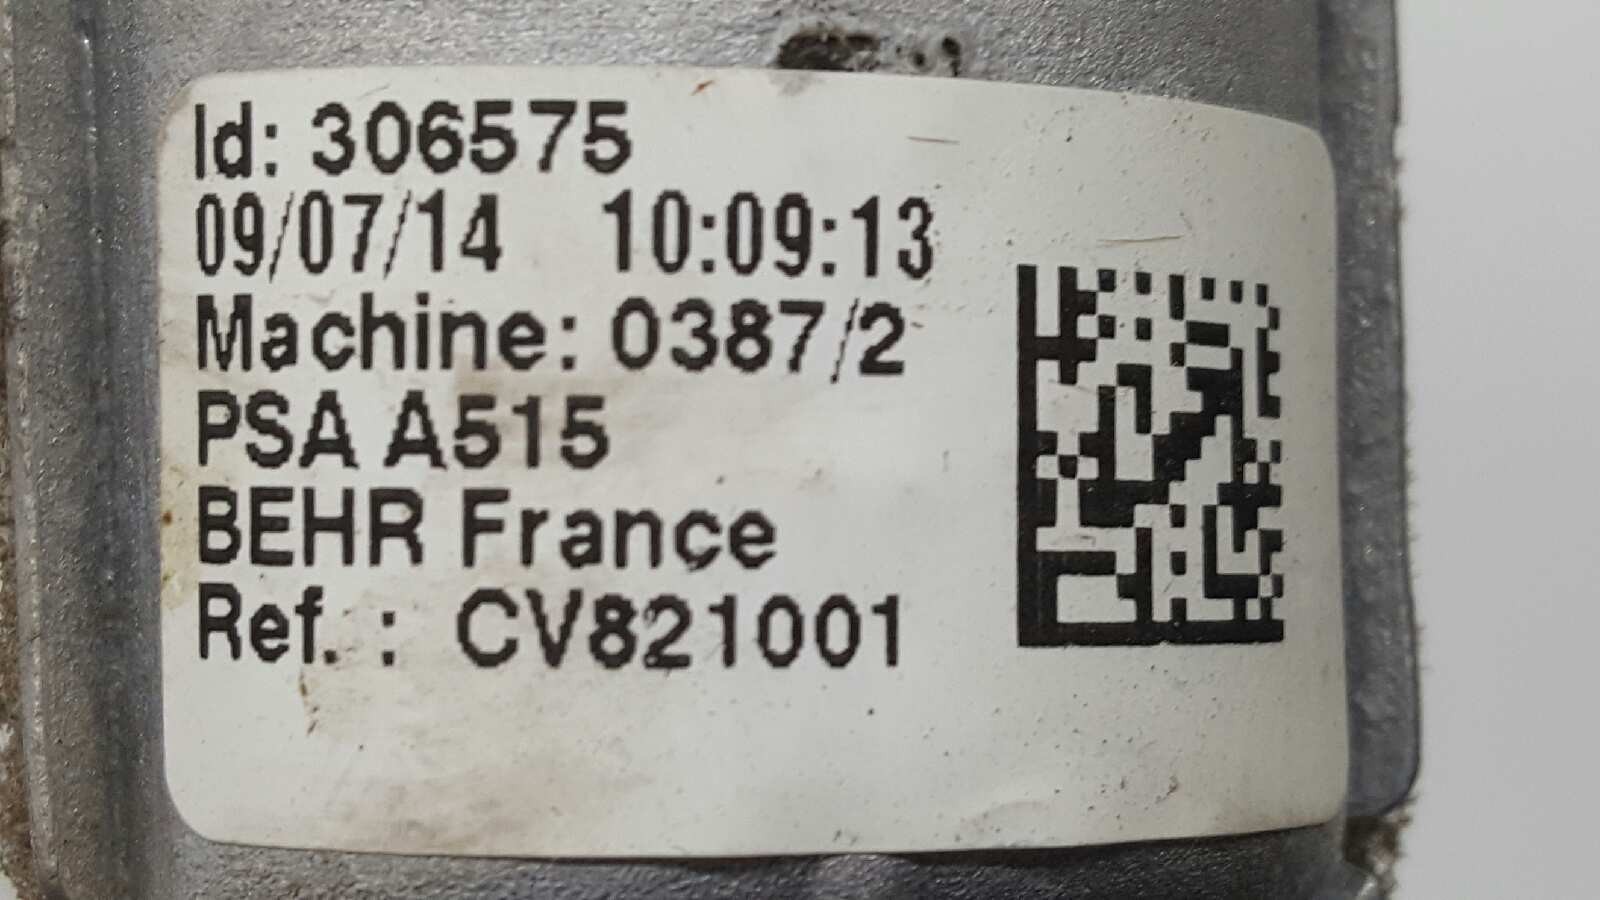 Id: 306575
09/07/14 10:09:13
Machine: 0387/2
PSA A515
BEHR France
Ref. : CV821001